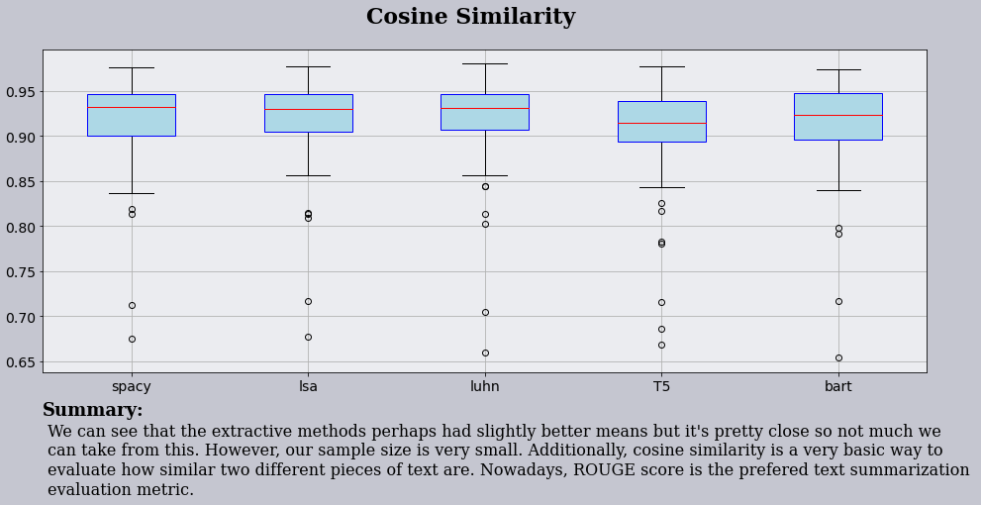 Cosine Similarity
0.95
0.90
0.85
0.80
0.75
0.70
0.65
spacy lsa luhn T5 bart
Summary:
We can see that the extractive methods perhaps had slightly better means but it's pretty close so not much we
can take from this. However, our sample size is very small. Additionally, cosine similarity is a very basic way to
evaluate how similar two different pieces of text are. Nowadays, ROUGE score is the prefered text summarization
evaluation metric.